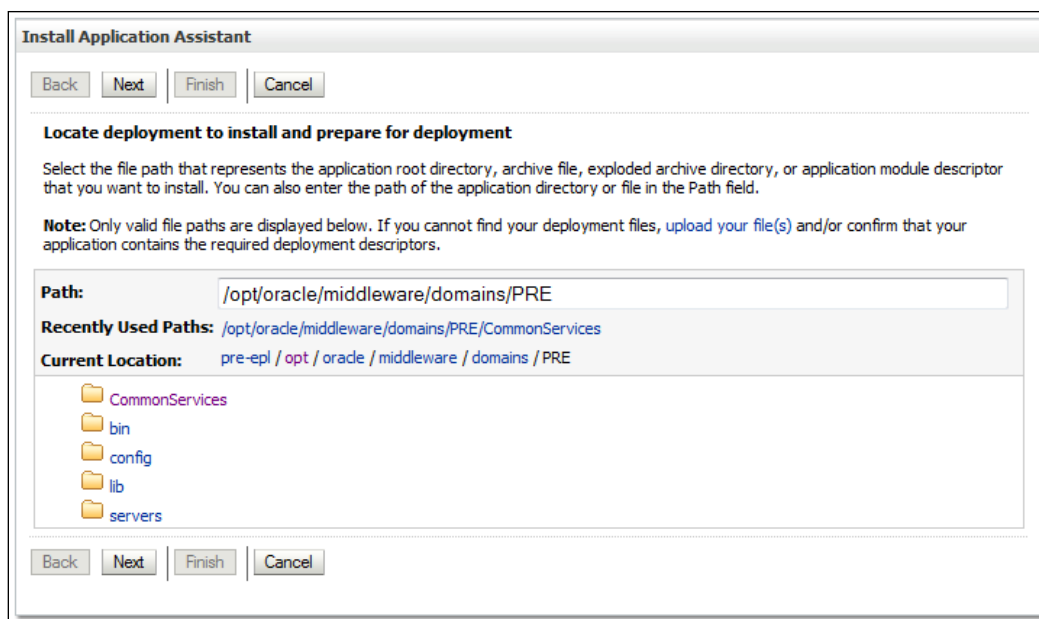 Install Application Assistant
Back Next Finish Cancel
Locate deployment to install and prepare for deployment
Select the file path that represents the application root directory, archive file, exploded archive directory, or application module descriptor
that you want to install. You can also enter the path of the application directory or file in the Path field.
Note: Only valid file paths are displayed below. If you cannot find your deployment files, upload your file(s) and/or confirm that your
application contains the required deployment descriptors.
Path: /opt/oracle/middleware/domains/PRE
Recently Used Paths: /opt/oracle/middleware/domains/PRE/CommonServices
Current Location: pre-epl / opt / oracle / middleware / domains / PRE
CommonServices
bin
config
lib
servers
Back Next Finish Cancel